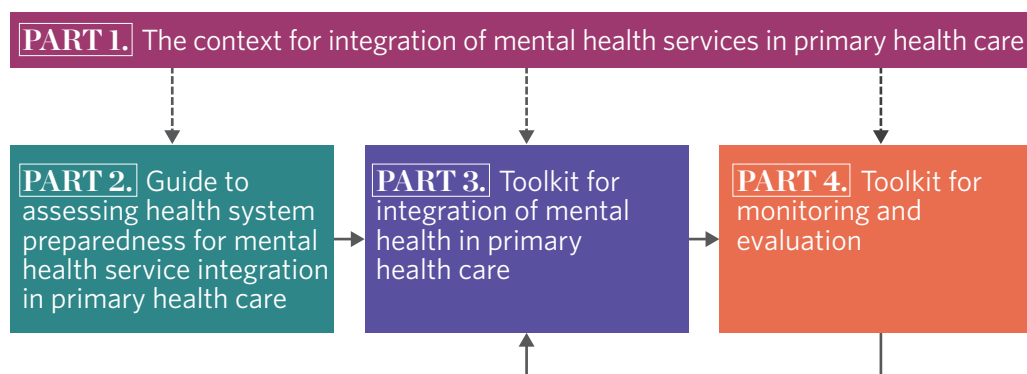 PART 1. The context for integration of mental health services in primary health care
PART 2. Guide to
assessing health system
preparedness for mental
health service integration
in primary health care
PART 3. Toolkit for
integration of mental
health in primary
health care
PART 4. Toolkit for
monitoring and
evaluation